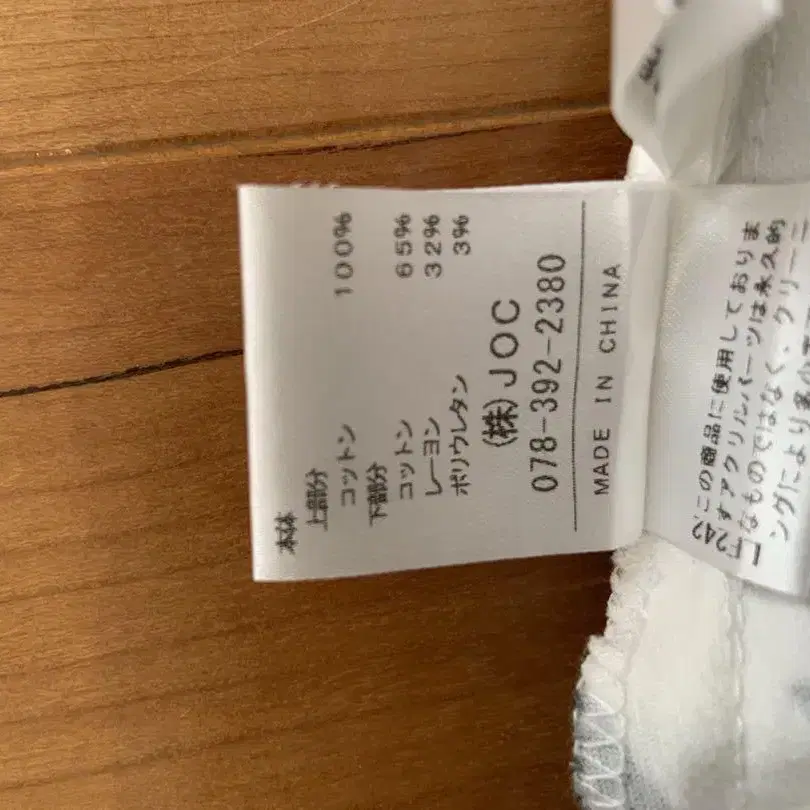 本体
上部分
コットン 100%
下部分
コットン 65%
レーヨン 32%
ポリウレタン 3%
(株)JOC
078-392-2380
MADE IN CHINA
この商品に使用しておりま
すアクリルパーツは永久的
なものではなく、クリーニ
ングにより